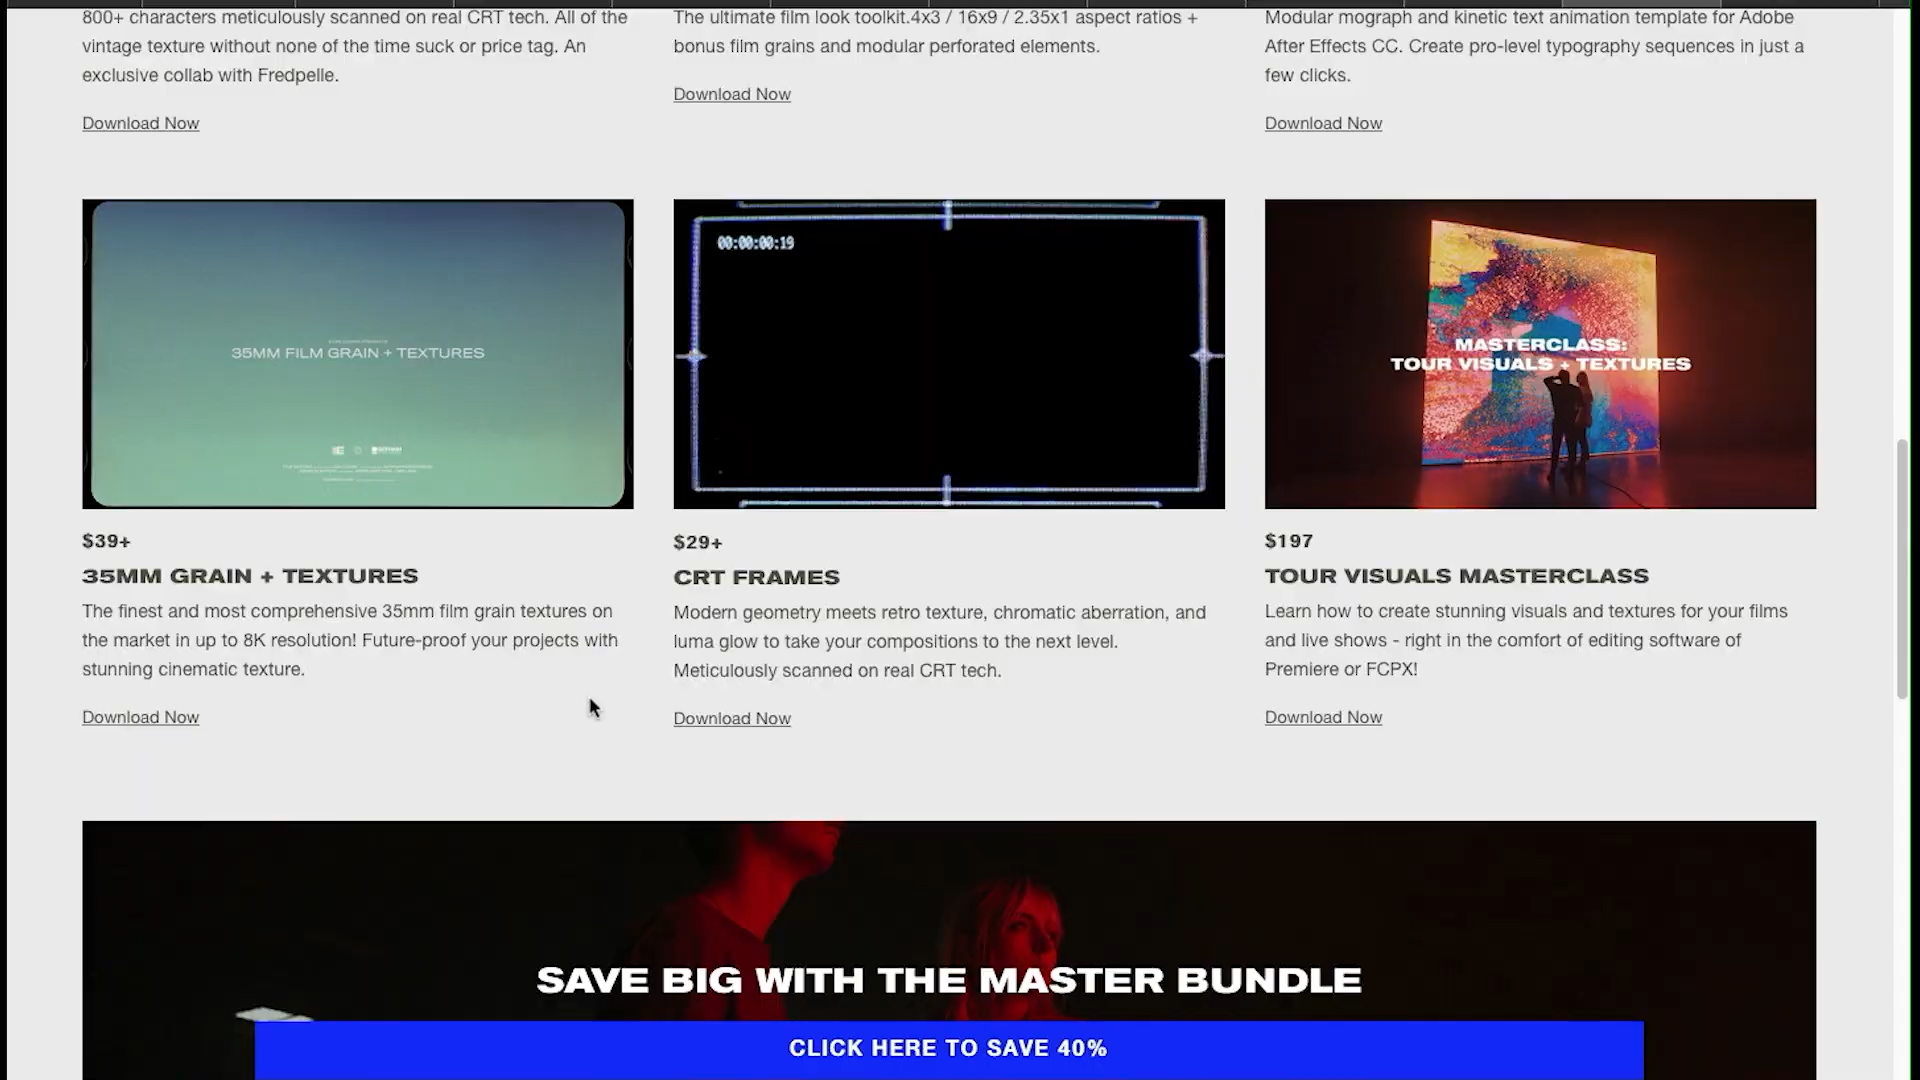 800+ characters meticulously scanned on real CRT tech. All of the
vintage texture without none of the time suck or price tag. An
exclusive collab with Fredpelle.
Download Now
The ultimate film look toolkit.4x3 / 16x9 / 2.35x1 aspect ratios +
bonus film grains and modular perforated elements.
Download Now
Modular mograph and kinetic text animation template for Adobe
After Effects CC. Create pro-level typography sequences in just a
few clicks.
Download Now
35MM FILM GRAIN + TEXTURES
$39+
35MM GRAIN + TEXTURES
The finest and most comprehensive 35mm film grain textures on
the market in up to 8K resolution! Future-proof your projects with
stunning cinematic texture.
Download Now
00:00:00:19
$29+
CRT FRAMES
Modern geometry meets retro texture, chromatic aberration, and
luma glow to take your compositions to the next level.
Meticulously scanned on real CRT tech.
Download Now
MASTERCLASS:
TOUR VISUALS + TEXTURES
$197
TOUR VISUALS MASTERCLASS
Learn how to create stunning visuals and textures for your films
and live shows - right in the comfort of editing software of
Premiere or FCPX!
Download Now
SAVE BIG WITH THE MASTER BUNDLE
CLICK HERE TO SAVE 40%